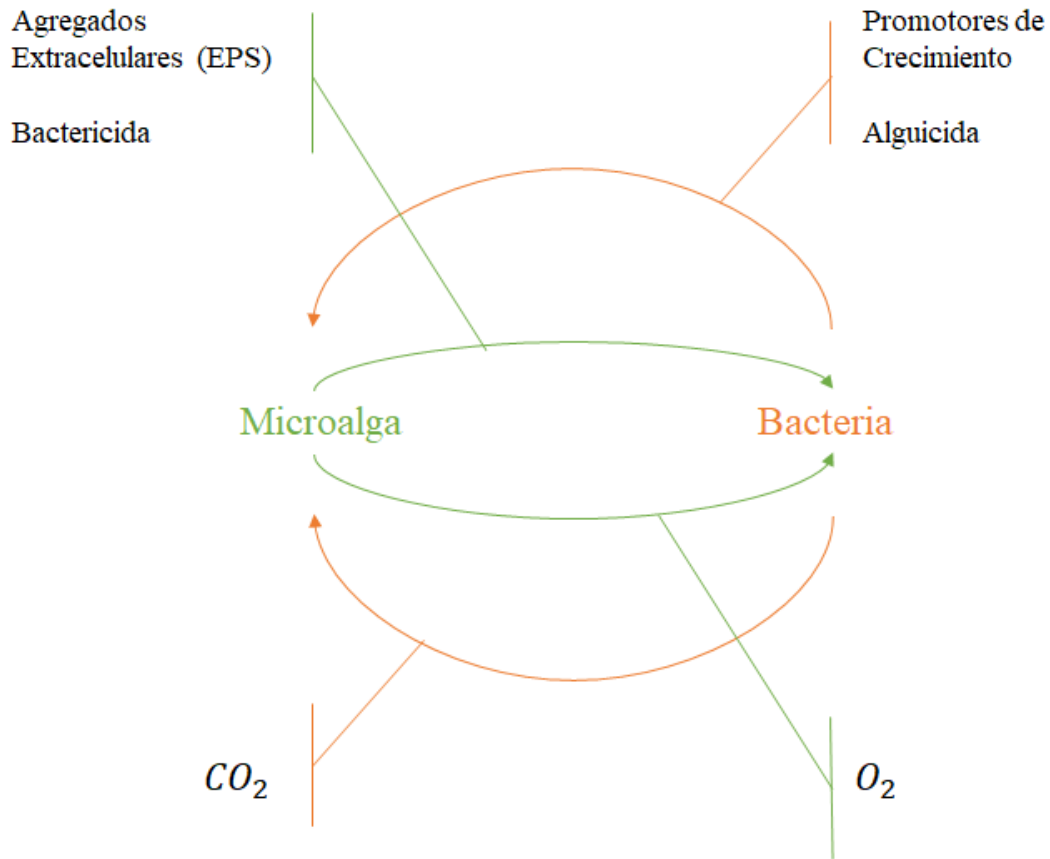 Agregados
Extracelulares (EPS)
Bactericida
Promotores de
Crecimiento
Alguicida
Microalga
Bacteria
CO₂
O₂